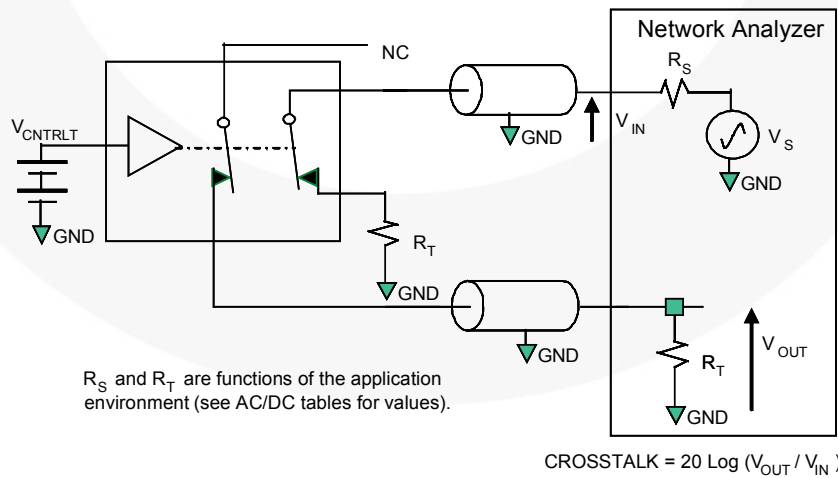 Network Analyzer
NC
R_S
V_CNTRLT
GND
V_IN
V_S
GND
GND
R_T
GND
GND
V_OUT
R_T
GND
R_S and R_T are functions of the application
environment (see AC/DC tables for values).
CROSSTALK = 20 Log (V_OUT / V_IN )